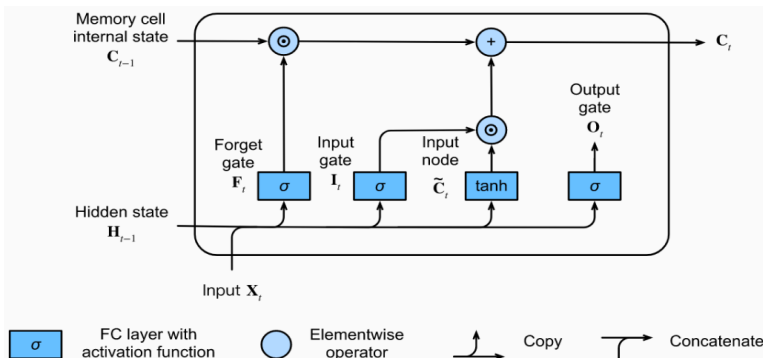 Memory cell
internal state
C_{t-1}
C_t
Output
gate
O_t
Forget
gate
F_t
Input
gate
I_t
Input
node
C̃_t
σ
σ
tanh
σ
Hidden state
H_{t-1}
Input X_t
σ
FC layer with
activation function
Elementwise
operator
Copy
Concatenate